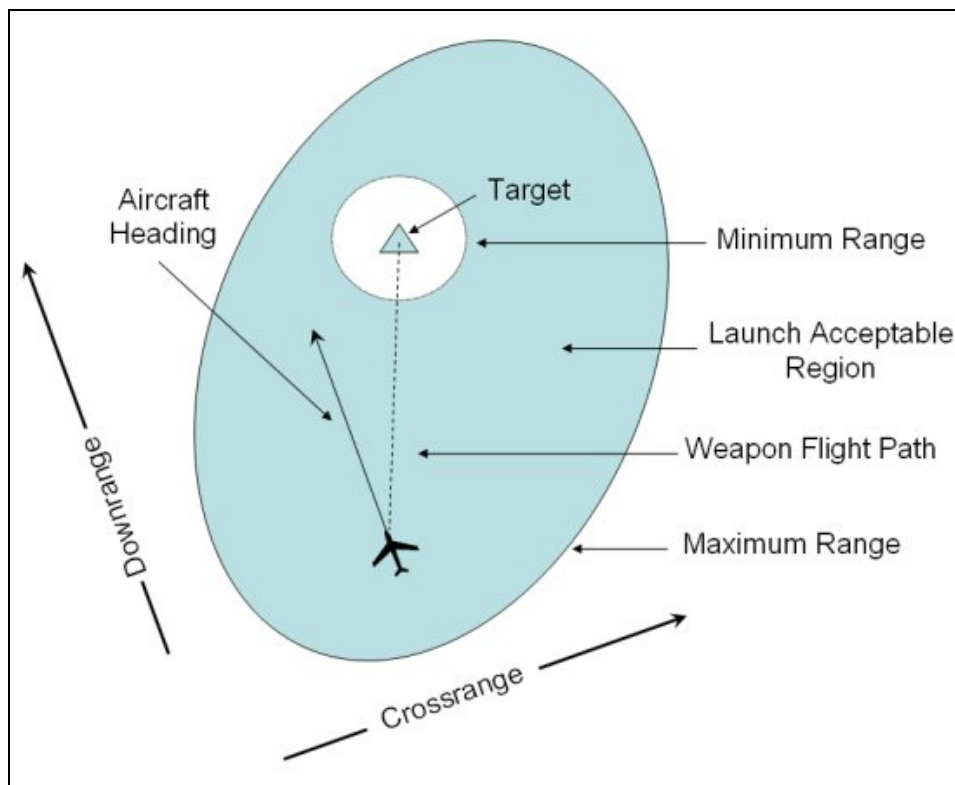 Target
Aircraft
Heading
Minimum Range
Launch Acceptable
Region
Weapon Flight Path
Maximum Range
Downrange
Crossrange